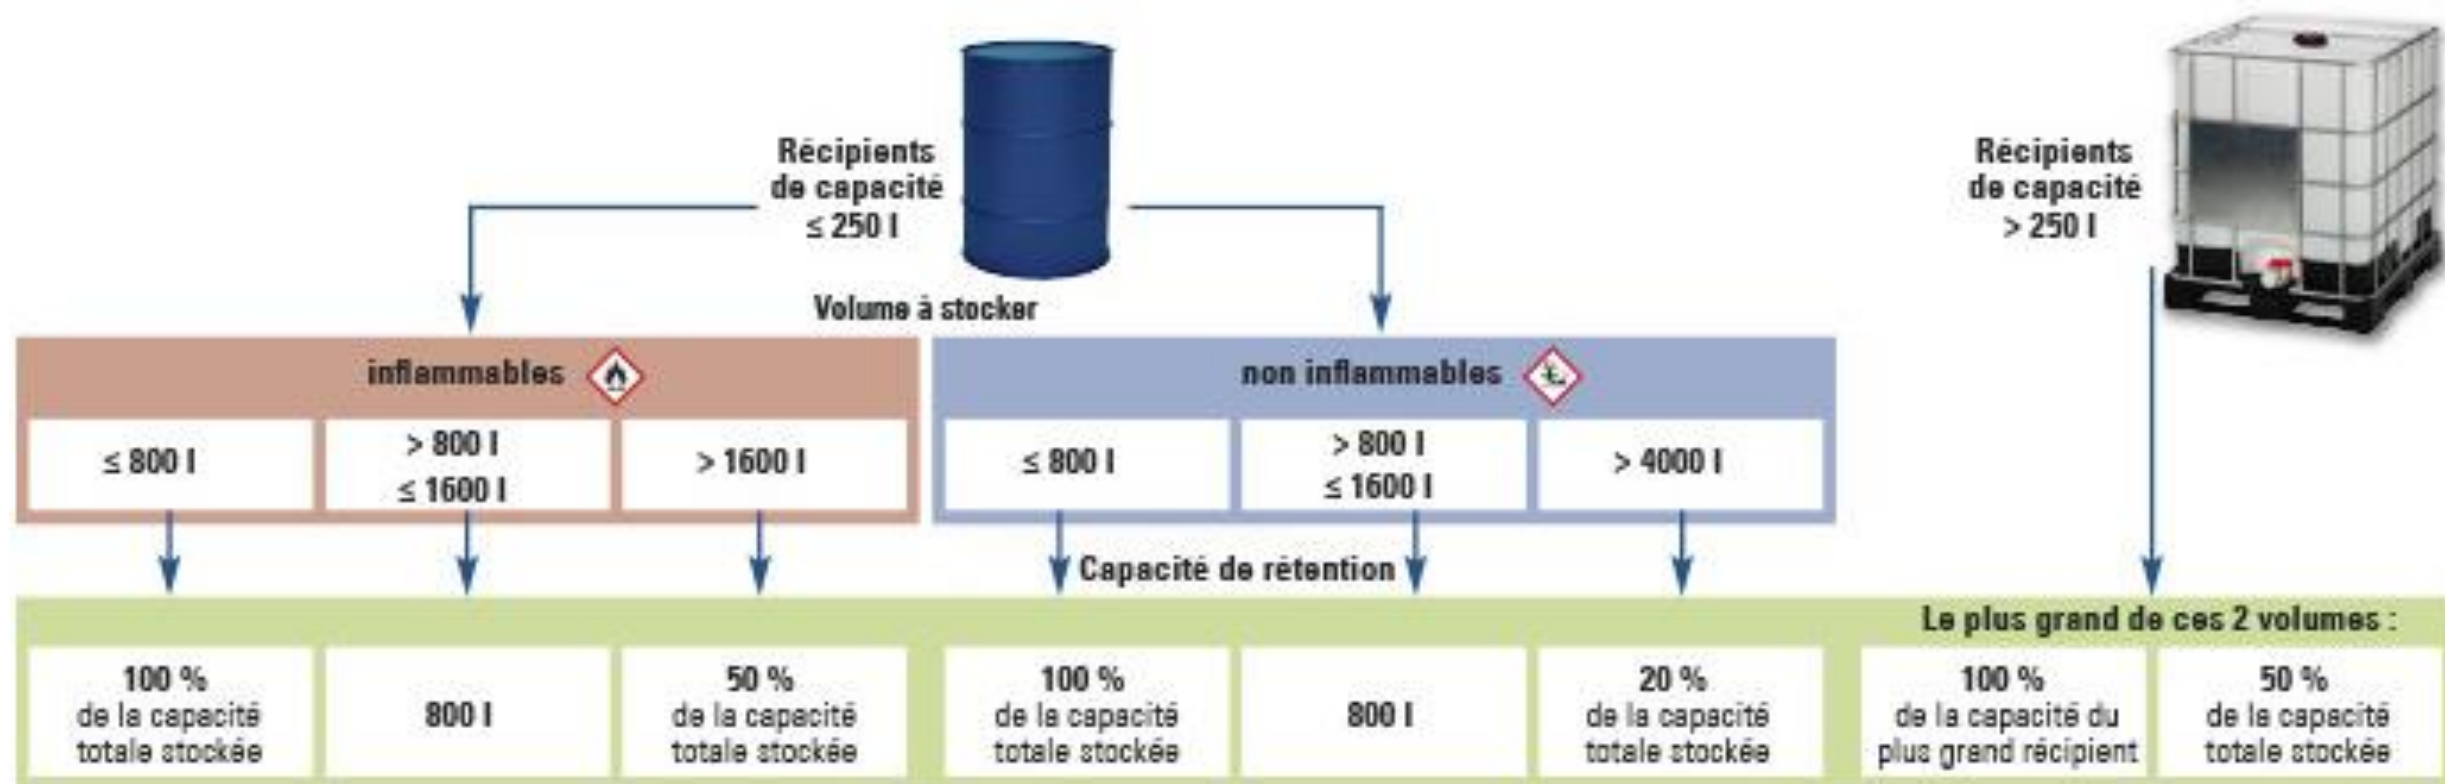 Récipients
de capacité
≤ 250 l
Récipients
de capacité
> 250 l
Volume à stocker
inflammables
non inflammables
≤ 800 l
> 800 l
≤ 1600 l
> 1600 l
≤ 800 l
> 800 l
≤ 1600 l
> 4000 l
Capacité de rétention
Le plus grand de ces 2 volumes :
100 %
de la capacité
totale stockée
800 l
50 %
de la capacité
totale stockée
100 %
de la capacité
totale stockée
800 l
20 %
de la capacité
totale stockée
100 %
de la capacité du
plus grand récipient
50 %
de la capacité
totale stockée